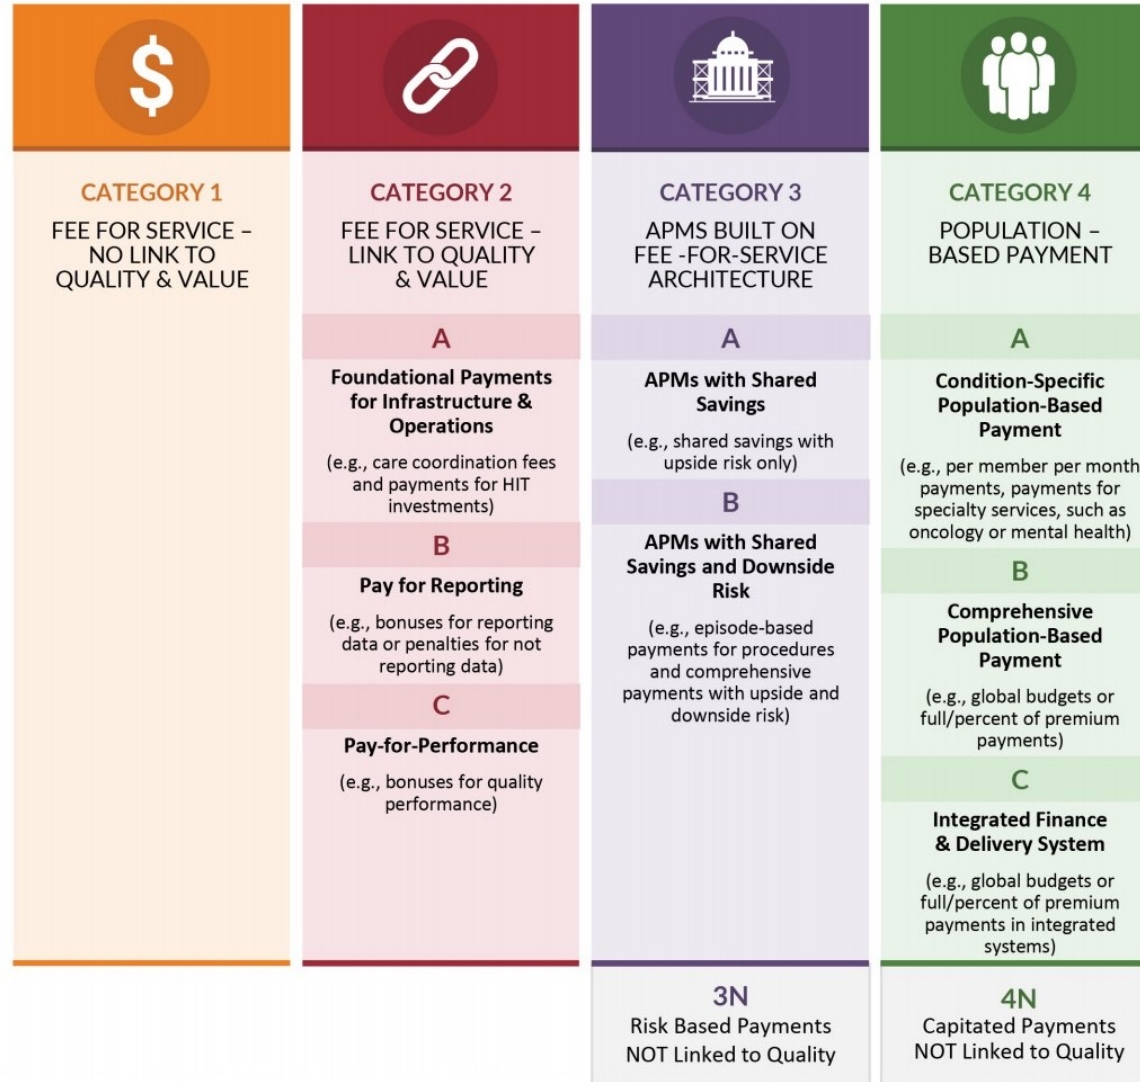 $
CATEGORY 1
FEE FOR SERVICE –
NO LINK TO
QUALITY & VALUE
CATEGORY 2
FEE FOR SERVICE –
LINK TO QUALITY
& VALUE
A
Foundational Payments
for Infrastructure &
Operations
(e.g., care coordination fees
and payments for HIT
investments)
B
Pay for Reporting
(e.g., bonuses for reporting
data or penalties for not
reporting data)
C
Pay-for-Performance
(e.g., bonuses for quality
performance)
CATEGORY 3
APMS BUILT ON
FEE -FOR-SERVICE
ARCHITECTURE
A
APMs with Shared
Savings
(e.g., shared savings with
upside risk only)
B
APMs with Shared
Savings and Downside
Risk
(e.g., episode-based
payments for procedures
and comprehensive
payments with upside and
downside risk)
3N
Risk Based Payments
NOT Linked to Quality
CATEGORY 4
POPULATION –
BASED PAYMENT
A
Condition-Specific
Population-Based
Payment
(e.g., per member per month
payments, payments for
specialty services, such as
oncology or mental health)
B
Comprehensive
Population-Based
Payment
(e.g., global budgets or
full/percent of premium
payments)
C
Integrated Finance
& Delivery System
(e.g., global budgets or
full/percent of premium
payments in integrated
systems)
4N
Capitated Payments
NOT Linked to Quality